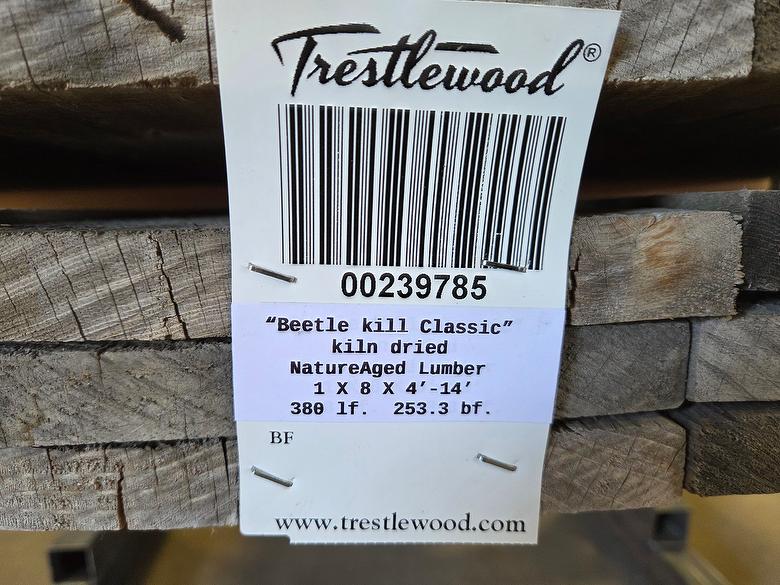 Trestlewood®
00239785
“Beetle kill Classic”
kiln dried
NatureAged Lumber
1 X 8 X 4’-14’
380 lf. 253.3 bf.
BF
www.trestlewood.com